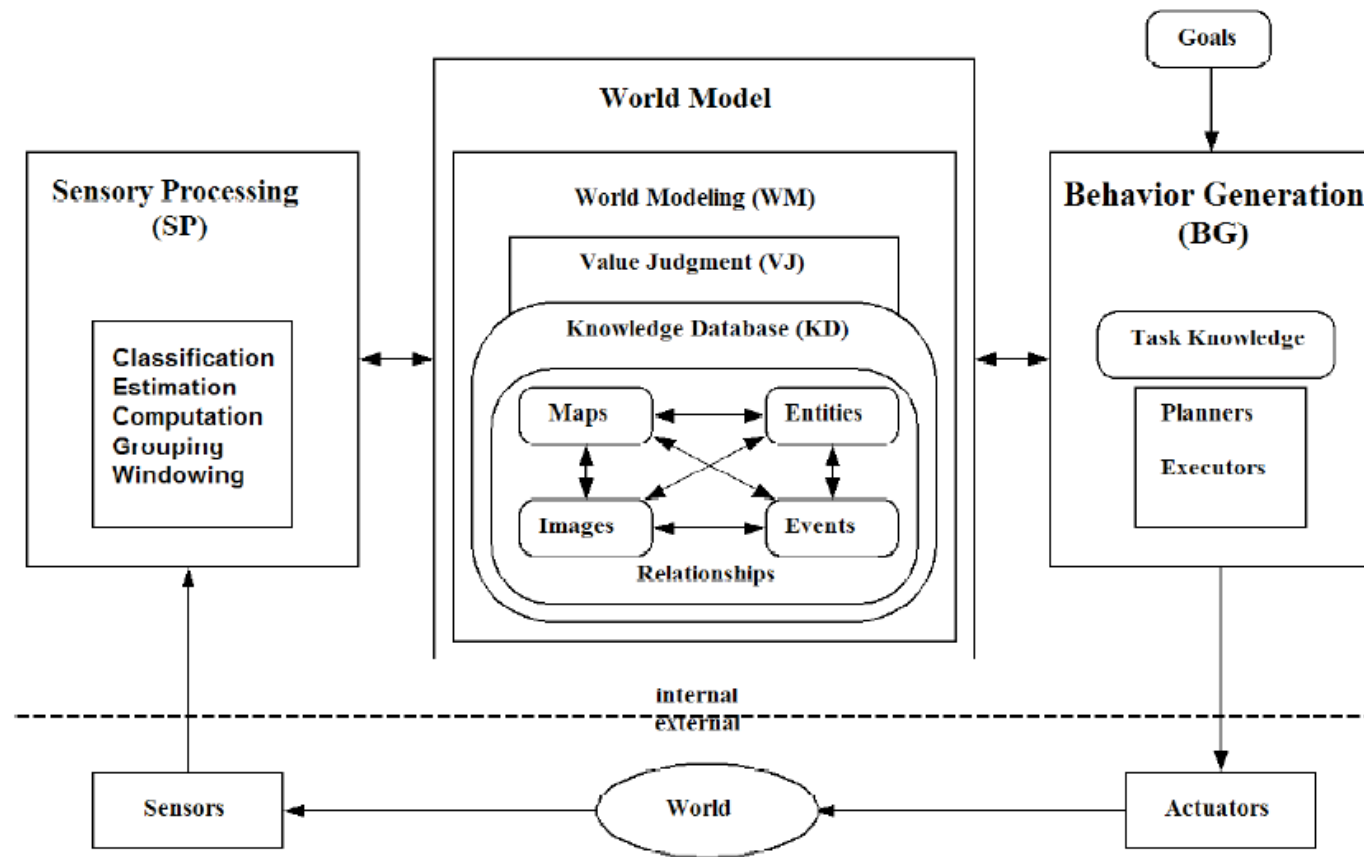 Goals
World Model
Sensory Processing
(SP)
World Modeling (WM)
Behavior Generation
(BG)
Value Judgment (VJ)
Knowledge Database (KD)
Task Knowledge
Classification
Estimation
Computation
Grouping
Windowing
Maps
Entities
Images
Events
Relationships
Planners
Executors
internal
external
Sensors
World
Actuators